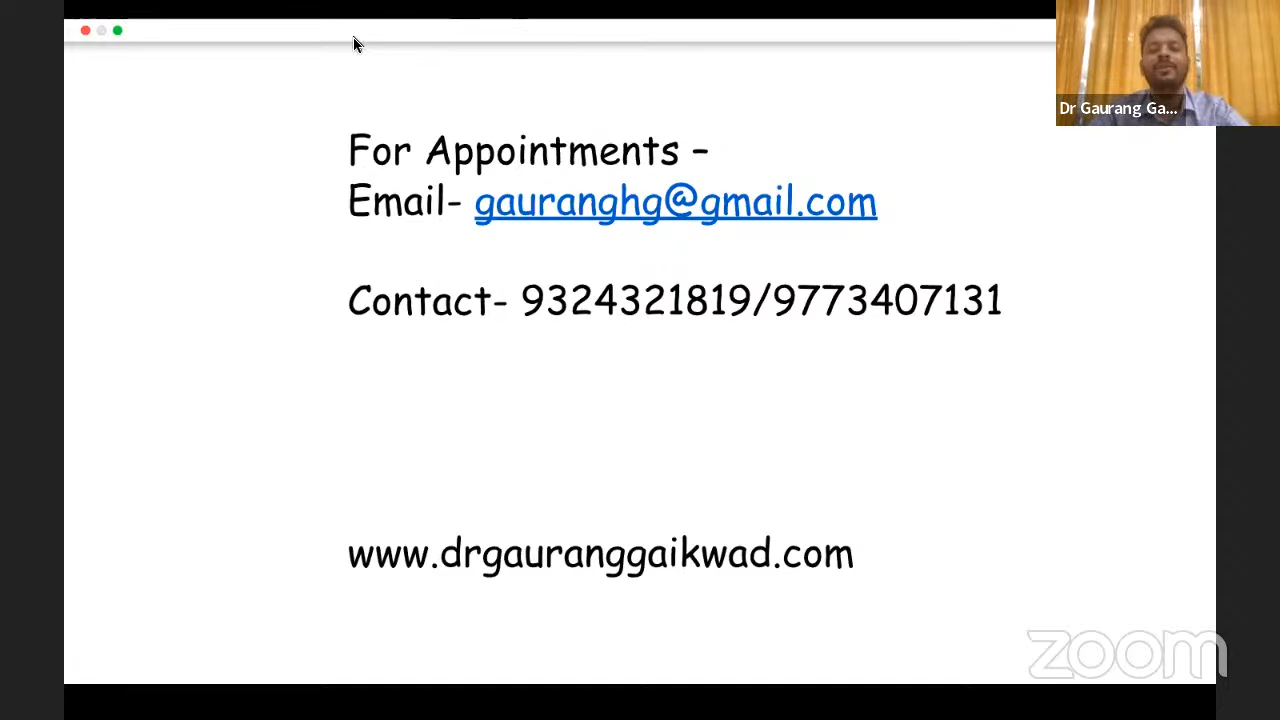 Dr Gaurang Ga...
For Appointments –
Email- gauranghg@gmail.com
Contact- 9324321819/9773407131
www.drgauranggaikwad.com
zoom